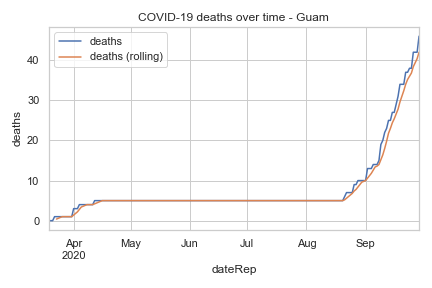 COVID-19 deaths over time - Guam
deaths
deaths (rolling)
deaths
40
30
20
10
0
Apr
2020
May
Jun
Jul
Aug
Sep
dateRep